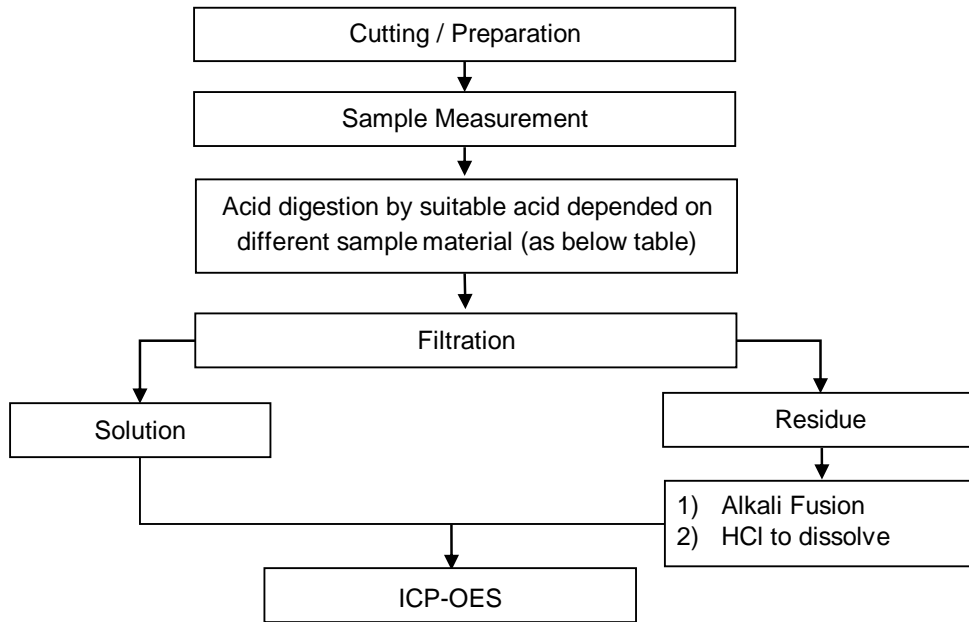 Cutting / Preparation
Sample Measurement
Acid digestion by suitable acid depended on
different sample material (as below table)
Filtration
Solution
Residue
1) Alkali Fusion
2) HCl to dissolve
ICP-OES